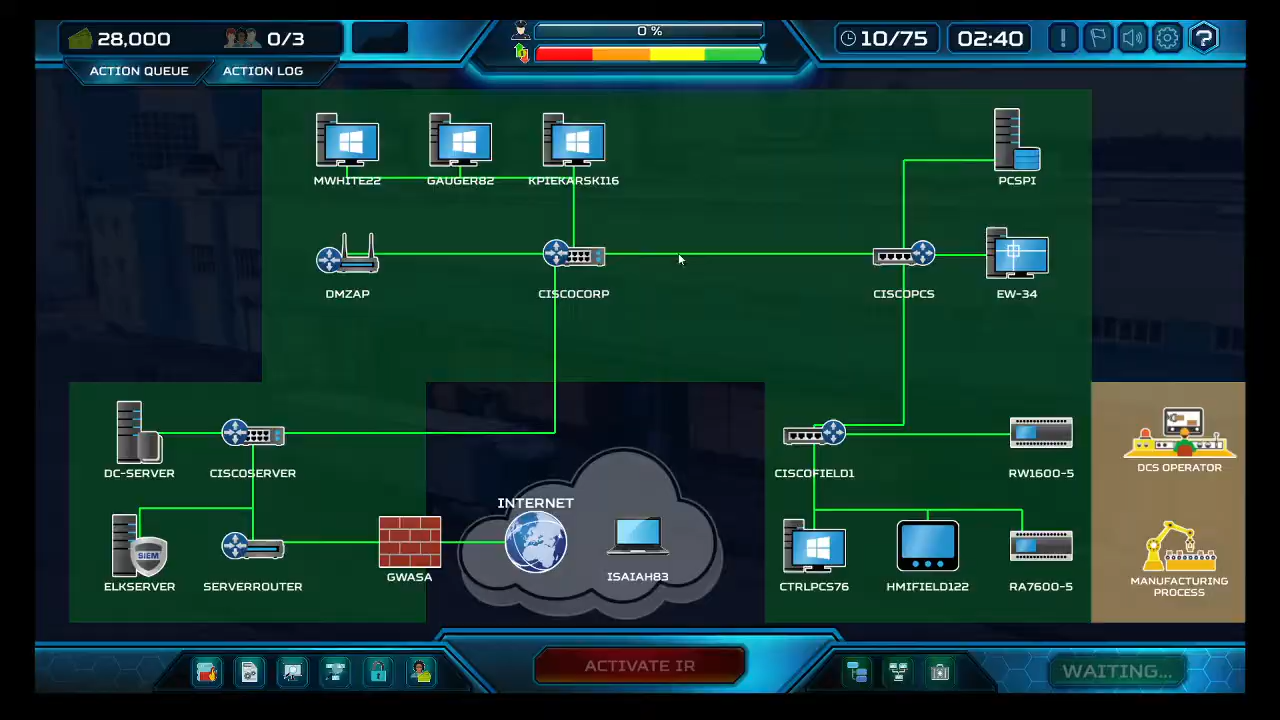 28,000
0/3
0 %
10/75
02:40
ACTION QUEUE
ACTION LOG
MWHITE22
GAUGER82
KPIEKARSKI16
PCSPI
DMZAP
CISCOCORP
CISCOPCS
EW-34
DC-SERVER
CISCOSERVER
INTERNET
CISCOFIELD1
RW1600-5
DCS OPERATOR
SIEM
ELKSERVER
SERVERROUTER
GWASA
ISAIAH83
CTRLPCS76
HMIFIELD122
RA7600-5
MANUFACTURING
PROCESS
ACTIVATE IR
WAITING...